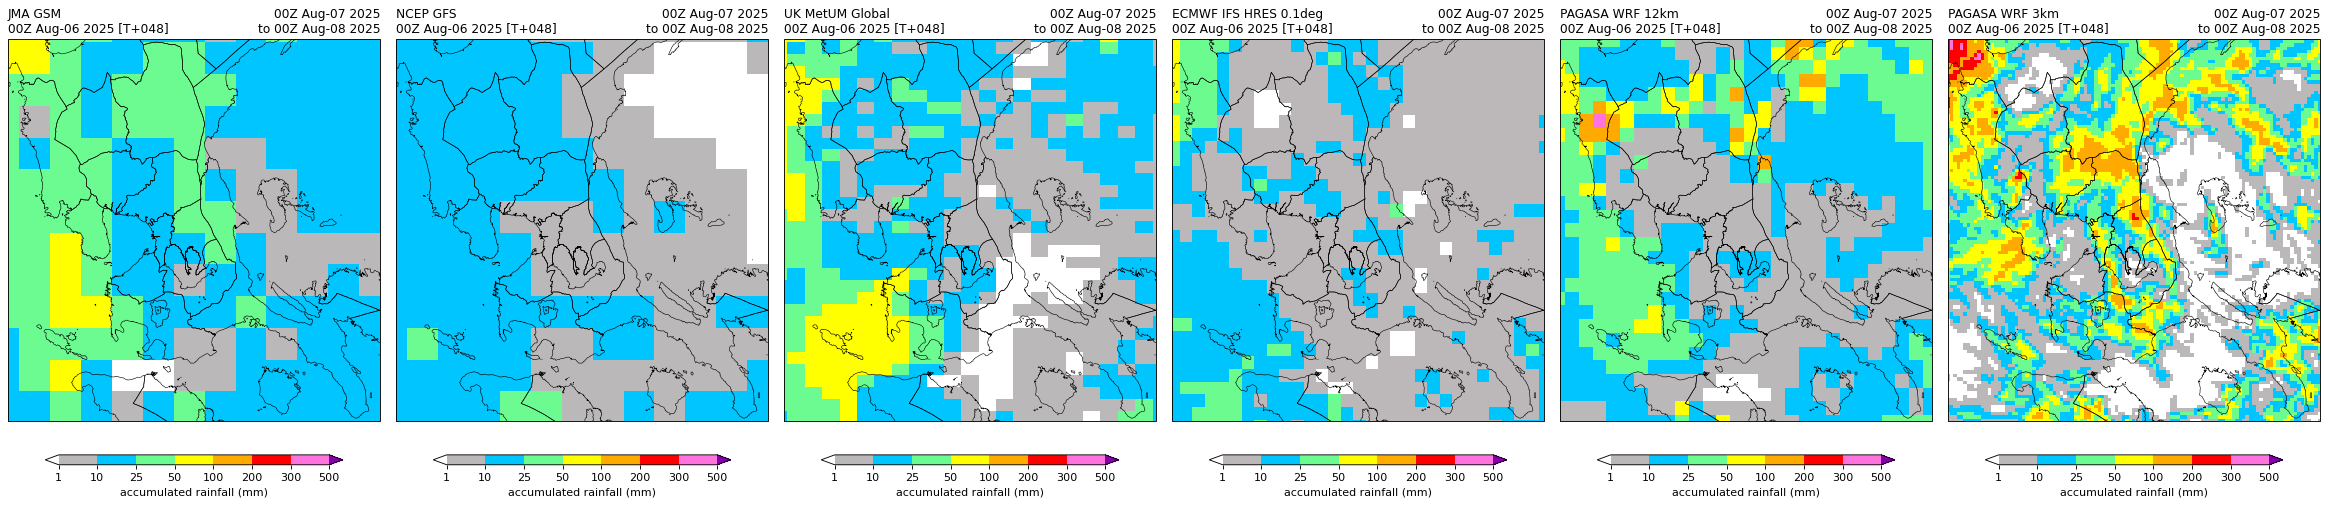 JMA GSM 00Z Aug-07 2025
00Z Aug-06 2025 [T+048] to 00Z Aug-08 2025
1 10 25 50 100 200 300 500
accumulated rainfall (mm)
NCEP GFS 00Z Aug-07 2025
00Z Aug-06 2025 [T+048] to 00Z Aug-08 2025
1 10 25 50 100 200 300 500
accumulated rainfall (mm)
UK MetUM Global 00Z Aug-07 2025
00Z Aug-06 2025 [T+048] to 00Z Aug-08 2025
1 10 25 50 100 200 300 500
accumulated rainfall (mm)
ECMWF IFS HRES 0.1deg 00Z Aug-07 2025
00Z Aug-06 2025 [T+048] to 00Z Aug-08 2025
1 10 25 50 100 200 300 500
accumulated rainfall (mm)
PAGASA WRF 12km 00Z Aug-07 2025
00Z Aug-06 2025 [T+048] to 00Z Aug-08 2025
1 10 25 50 100 200 300 500
accumulated rainfall (mm)
PAGASA WRF 3km 00Z Aug-07 2025
00Z Aug-06 2025 [T+048] to 00Z Aug-08 2025
1 10 25 50 100 200 300 500
accumulated rainfall (mm)